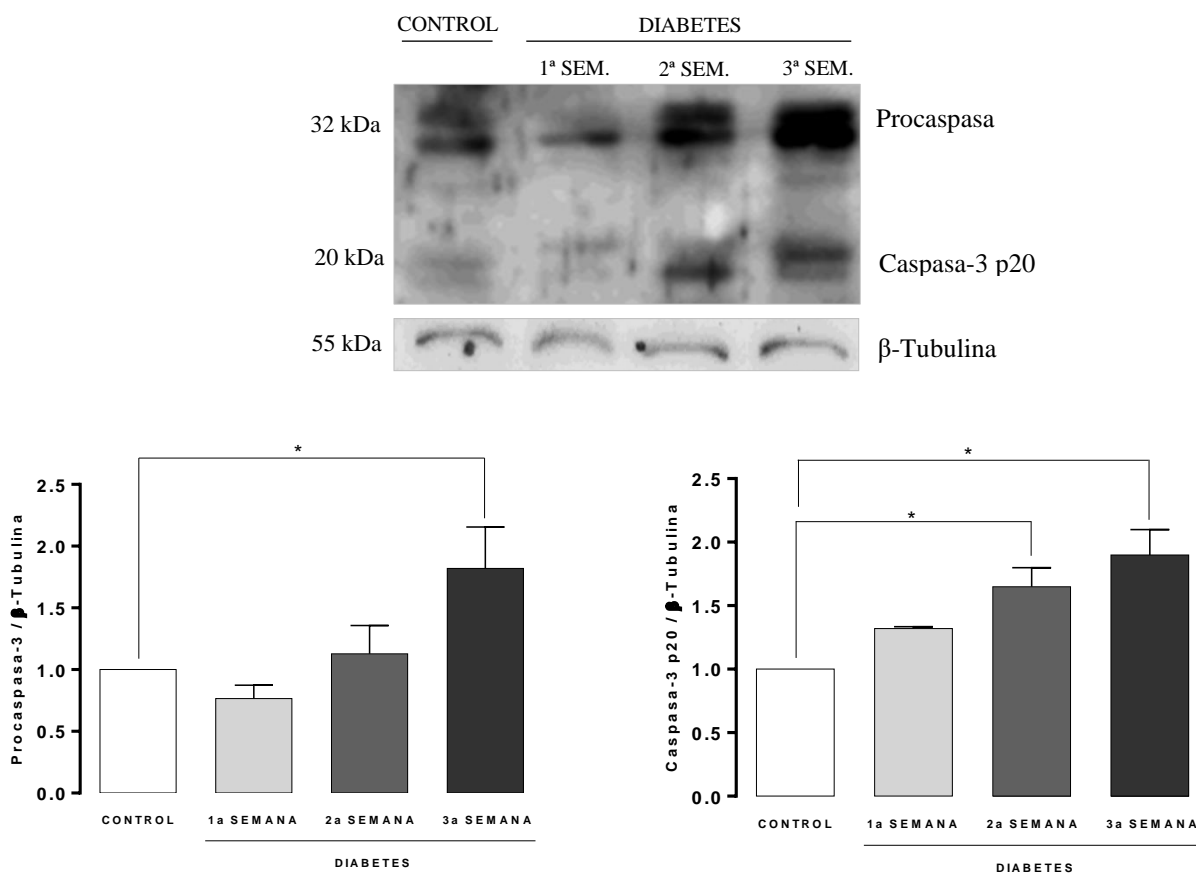 CONTROL DIABETES
1ª SEM. 2ª SEM. 3ª SEM.
32 kDa Procaspasa
20 kDa Caspasa-3 p20
55 kDa β-Tubulina
*
Procaspasa-3 / β-Tubulina
2.5
2.0
1.5
1.0
0.5
0.0
CONTROL 1a SEMANA 2a SEMANA 3a SEMANA
DIABETES
*
*
Caspasa-3 p20 / β-Tubulina
2.5
2.0
1.5
1.0
0.5
0.0
CONTROL 1a SEMANA 2a SEMANA 3a SEMANA
DIABETES